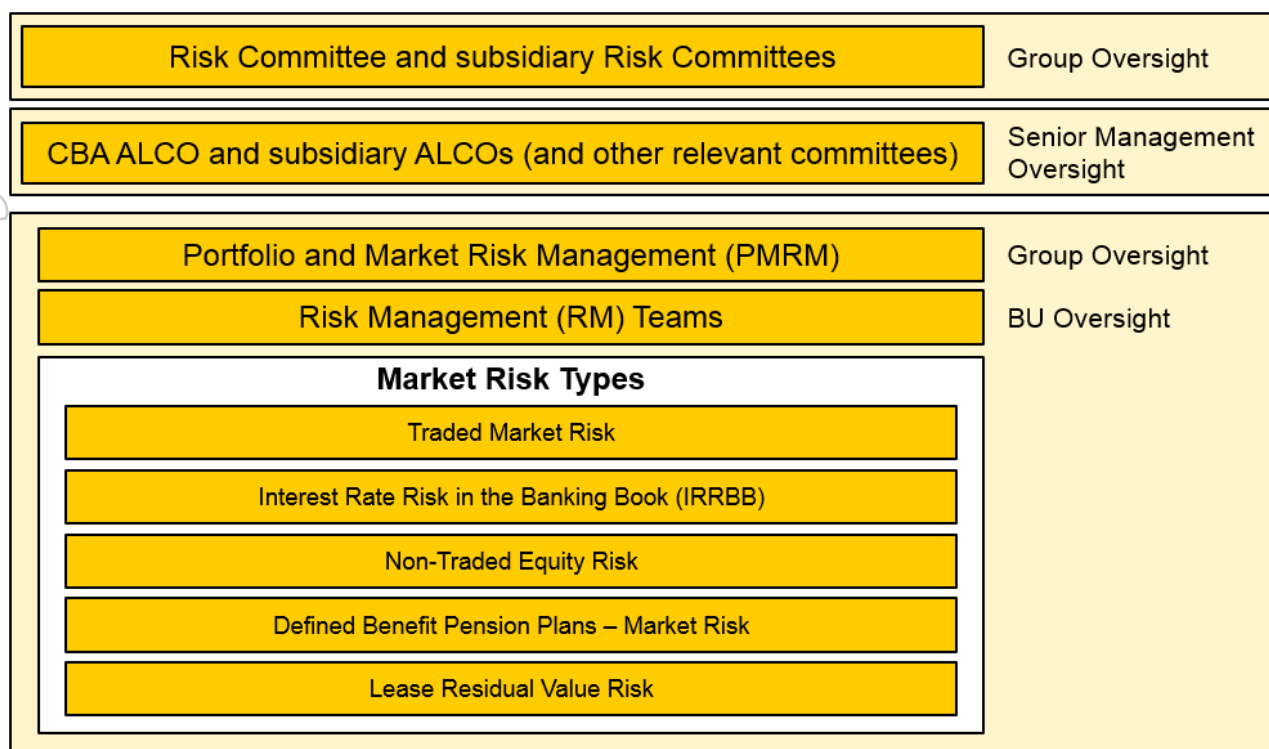 Risk Committee and subsidiary Risk Committees
Group Oversight
CBA ALCO and subsidiary ALCOs (and other relevant committees)
Senior Management
Oversight
Portfolio and Market Risk Management (PMRM)
Group Oversight
Risk Management (RM) Teams
BU Oversight
Market Risk Types
Traded Market Risk
Interest Rate Risk in the Banking Book (IRRBB)
Non-Traded Equity Risk
Defined Benefit Pension Plans – Market Risk
Lease Residual Value Risk